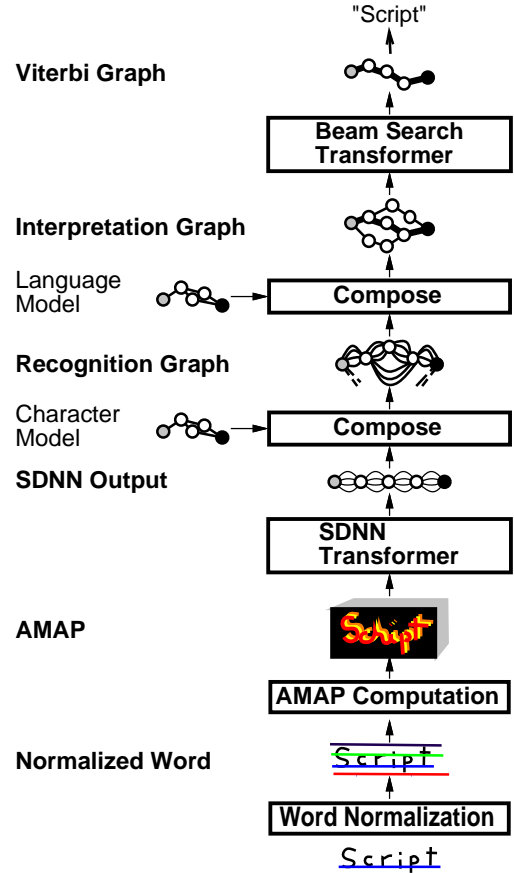 "Script"
Viterbi Graph
Beam Search
Transformer
Interpretation Graph
Language
Model
Compose
Recognition Graph
Character
Model
Compose
SDNN Output
SDNN
Transformer
AMAP
Script
AMAP Computation
Normalized Word
Script
Word Normalization
Script